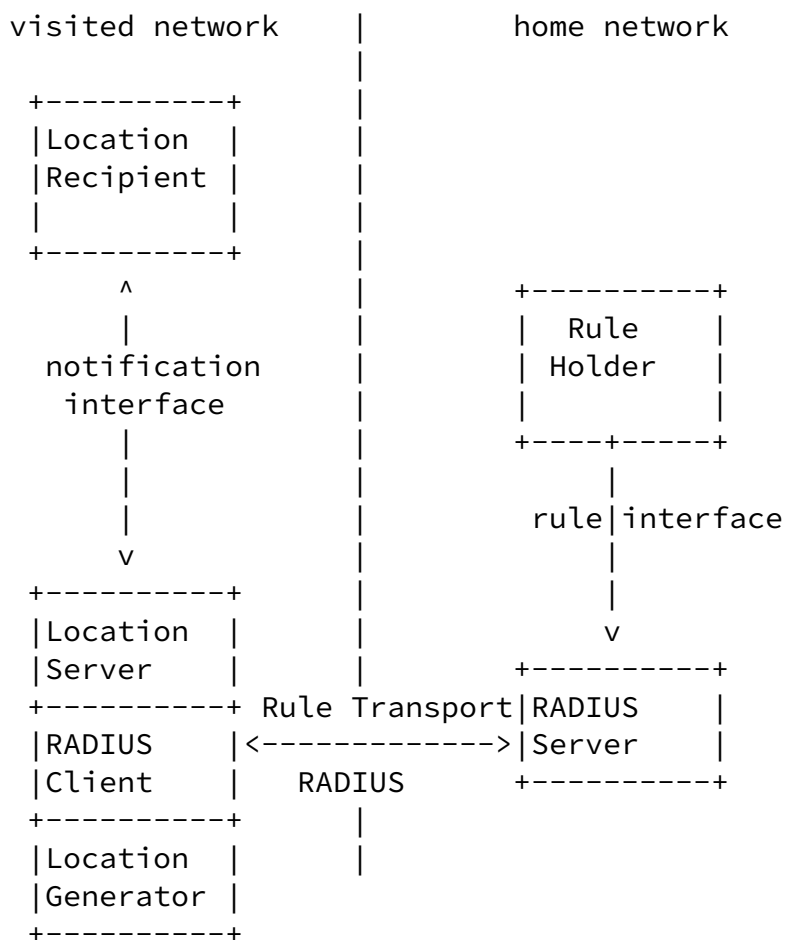 visited network | home network
|
+----------+ |
|Location | |
|Recipient | |
| | |
+----------+ |
^ | +----------+
| | | Rule |
notification | | Holder |
interface | | |
| | +----+-----+
| | |
| | rule|interface
v | |
+----------+ | |
|Location | | v
|Server | | +----------+
+----------+ Rule Transport|RADIUS |
|RADIUS |<------------->|Server |
|Client | RADIUS +----------+
+----------+ |
|Location | |
|Generator |
+----------+